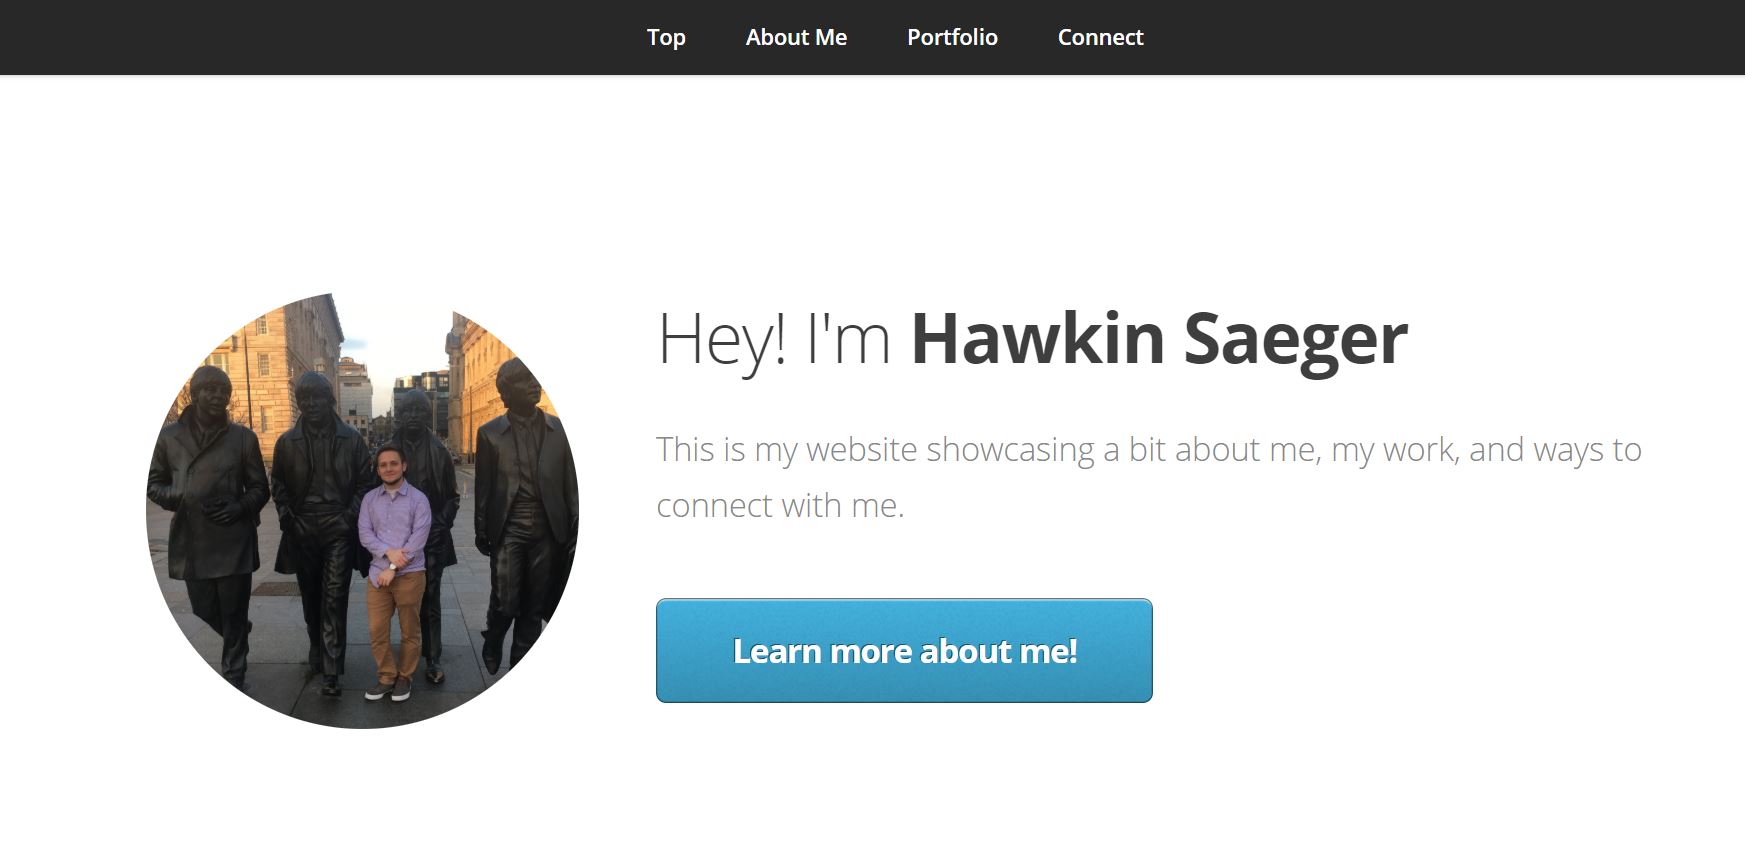 Top About Me Portfolio Connect
Hey! I'm Hawkin Saeger
This is my website showcasing a bit about me, my work, and ways to
connect with me.
Learn more about me!